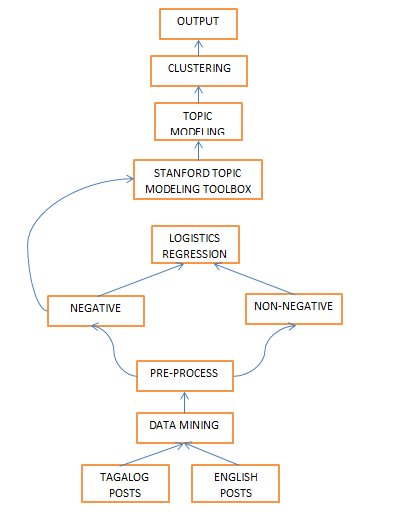 OUTPUT
CLUSTERING
TOPIC
MODELING
STANFORD TOPIC
MODELING TOOLBOX
LOGISTICS
REGRESSION
NEGATIVE
NON-NEGATIVE
PRE-PROCESS
DATA MINING
TAGALOG
POSTS
ENGLISH
POSTS